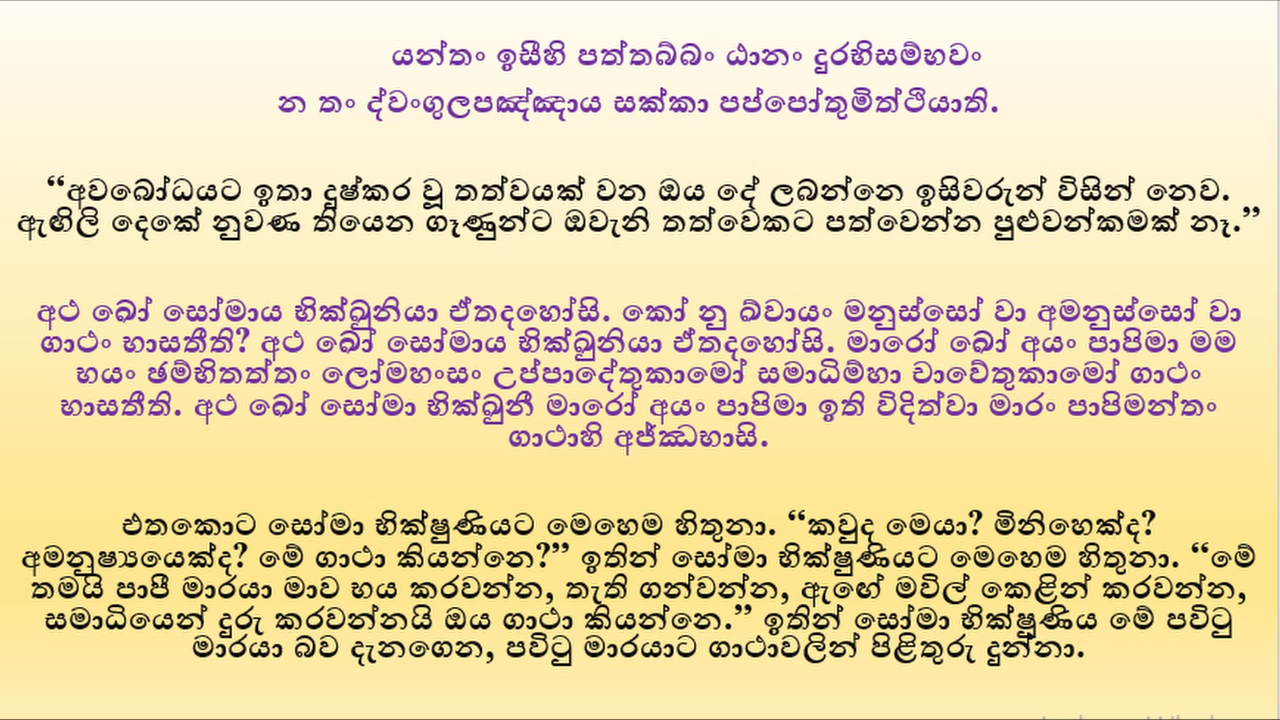 යන්තං ඉසීහි පත්තබ්බං ඨානං දුරභිසම්භවං
න තං ද්වංගුලපඤ්ඤාය සක්කා පප්පෝතුමිත්ථියාති.
“අවබෝධයට ඉතා දුෂ්කර වූ තත්වයක් වන ඔය දේ ලබන්නෙ ඉසිවරුන් විසින් නෙව.
ඇඟිලි දෙකේ නුවණ තියෙන ගෑණුන්ට ඔවැනි තත්වෙකට පත්වෙන්න පුළුවන්කමක් නෑ.”
අථ ඛෝ සෝමාය භික්ඛුනියා ඒතදහෝසි. කෝ නු ඛ්වායං මනුස්සෝ වා අමනුස්සෝ වා
ගාථං භාසතීති? අථ ඛෝ සෝමාය භික්ඛුනියා ඒතදහෝසි. මාරෝ ඛෝ අයං පාපිමා මම
භයං ඡම්භිතත්තං ලෝමහංසං උප්පාදේතුකාමෝ සමාධිම්හා චාවේතුකාමෝ ගාථං
භාසතීති. අථ ඛෝ සෝමා භික්ඛුනී මාරෝ අයං පාපිමා ඉති විදිත්වා මාරං පාපිමන්තං
ගාථාහි අජ්ඣභාසි.
එතකොට සෝමා භික්ෂුණියට මෙහෙම හිතුනා. “කවුද මෙයා? මිනිහෙක්ද?
අමනුෂ්‍යයෙක්ද? මේ ගාථා කියන්නෙ?” ඉතින් සෝමා භික්ෂුණියට මෙහෙම හිතුනා. “මේ
තමයි පාපී මාරයා මාව භය කරවන්න, තැති ගන්වන්න, ඇඟේ මවිල් කෙළින් කරවන්න,
සමාධියෙන් දුරු කරවන්නයි ඔය ගාථා කියන්නෙ.” ඉතින් සෝමා භික්ෂුණිය මේ පවිටු
මාරයා බව දැනගෙන, පවිටු මාරයාට ගාථාවලින් පිළිතුරු දුන්නා.